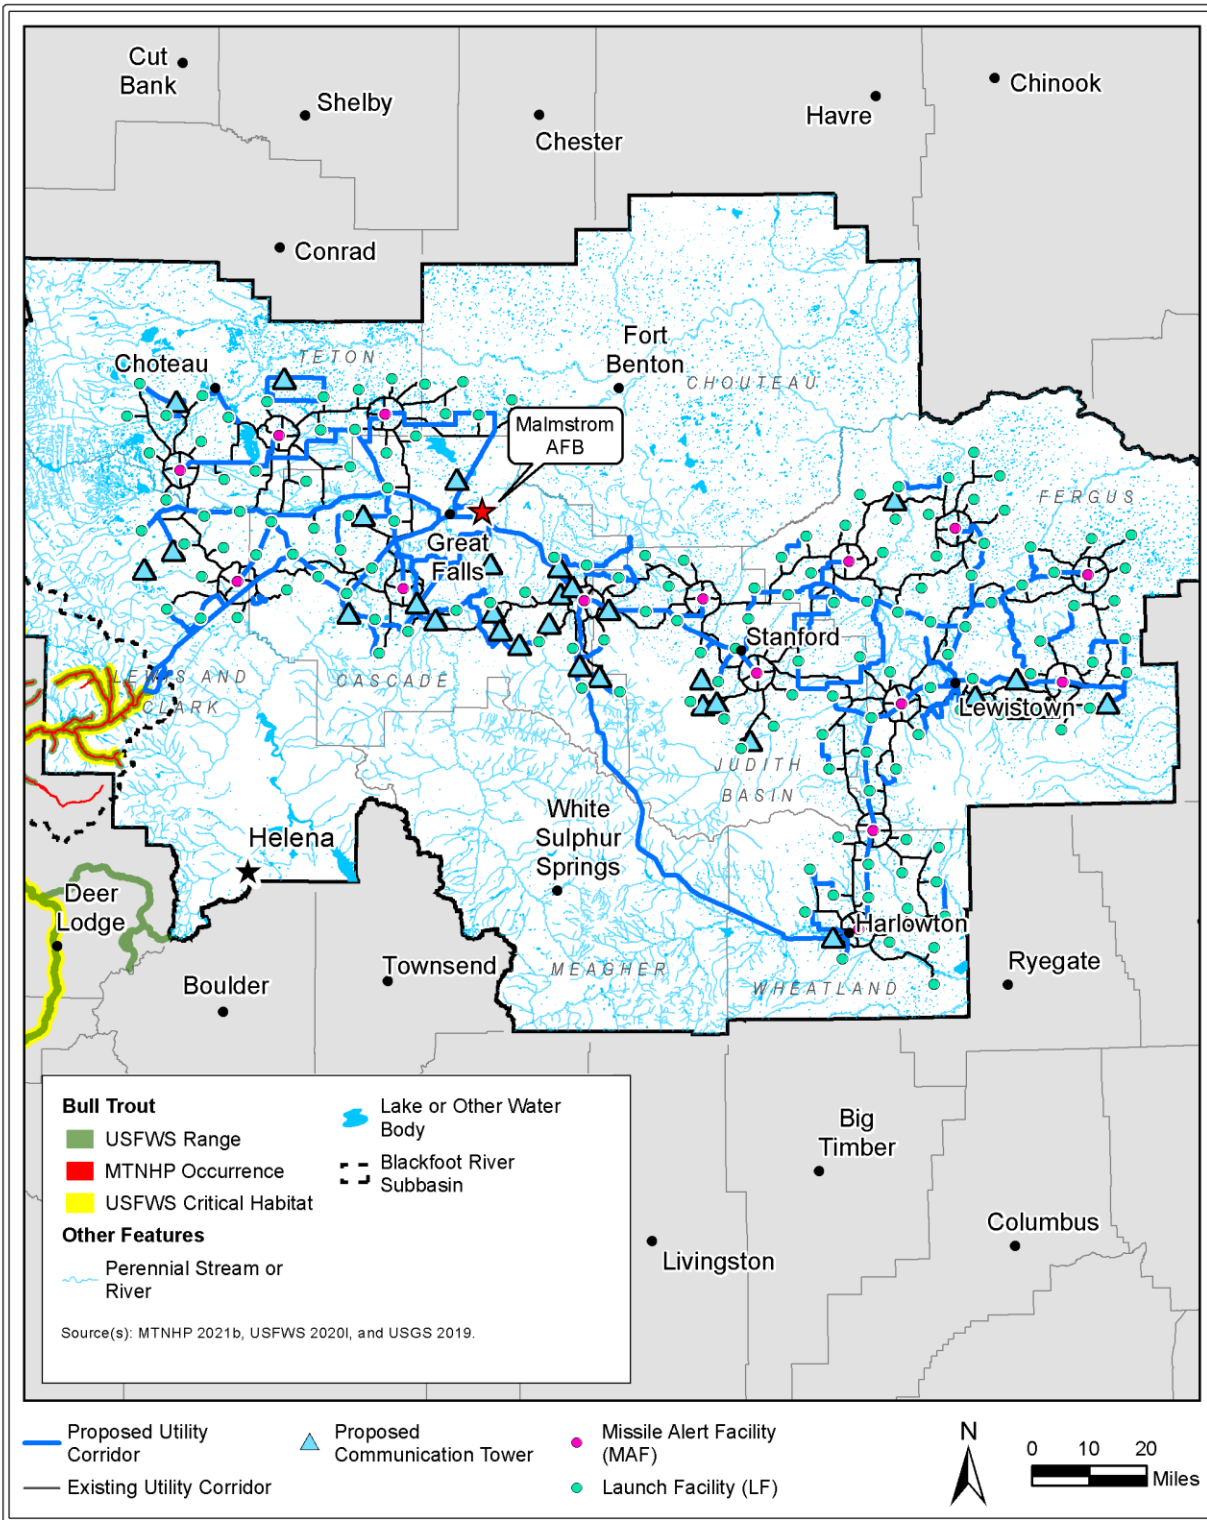 Cut
Bank
Shelby
Chester
Havre
Chinook
Conrad
Choteau
TETON
Fort
Benton
CHOUTEAU
Malmstrom
AFB
FERGUS
Great
Falls
Stanford
LEWIS AND
CLARK
CASCADE
Lewistown
JUDITH
BASIN
White
Sulphur
Springs
Helena
Deer
Lodge
Harlowton
Boulder
Townsend
MEAGHER
WHEATLAND
Ryegate
Big
Timber
Columbus
Livingston
Bull Trout
USFWS Range
MTNHP Occurrence
USFWS Critical Habitat
Other Features
Perennial Stream or
River
Lake or Other Water
Body
Blackfoot River
Subbasin
Source(s): MTNHP 2021b, USFWS 2020l, and USGS 2019.
Proposed Utility
Corridor
Existing Utility Corridor
Proposed
Communication Tower
Missile Alert Facility
(MAF)
Launch Facility (LF)
N
0 10 20
Miles